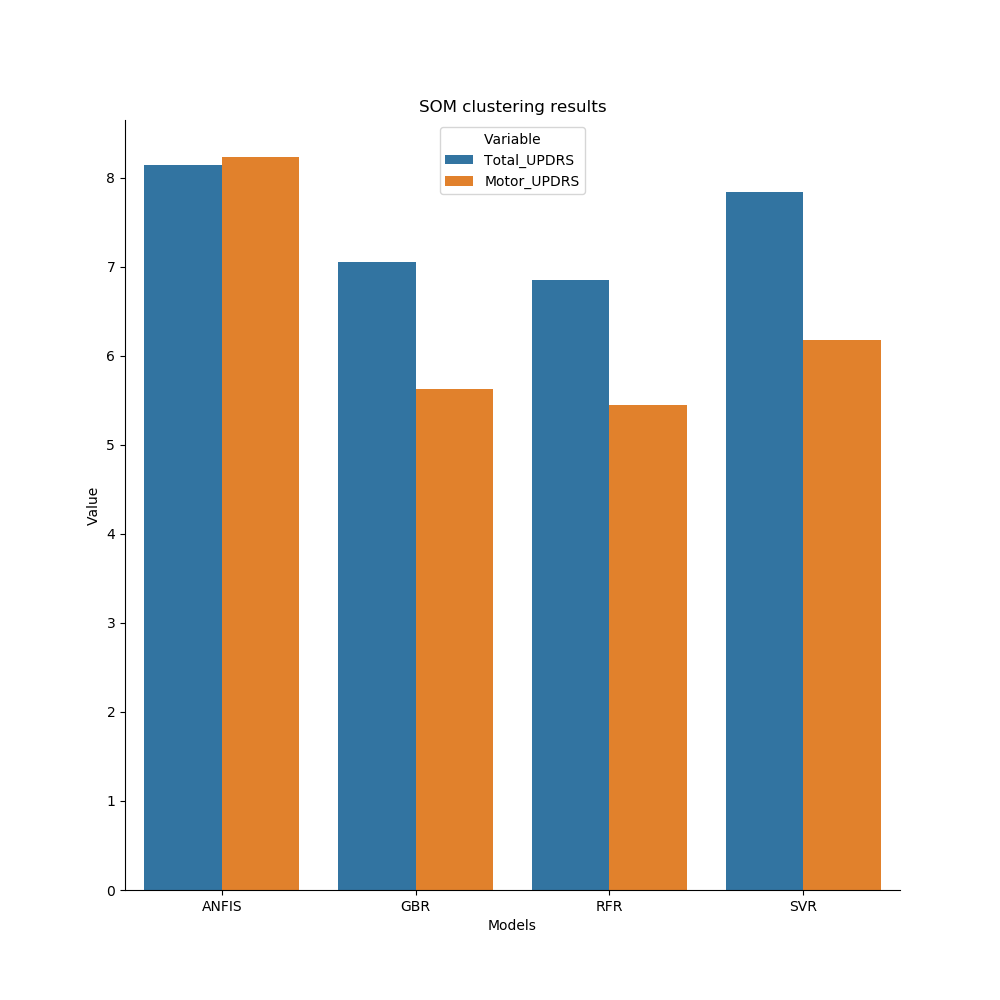 SOM clustering results
Variable
Total_UPDRS
Motor_UPDRS
8
7
6
5
4
3
2
1
0
Value
ANFIS GBR RFR SVR
Models